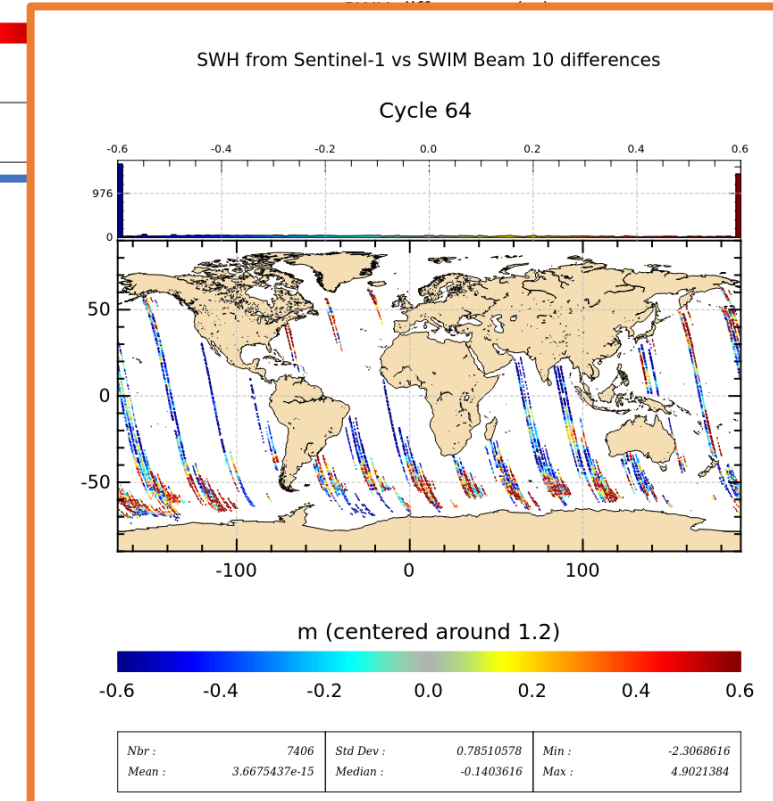 SWH from Sentinel-1 vs SWIM Beam 10 differences
Cycle 64
-0.6 -0.4 -0.2 0.0 0.2 0.4 0.6
976
0
50
0
-50
-100 0 100
m (centered around 1.2)
-0.6 -0.4 -0.2 0.0 0.2 0.4 0.6
Nbr : 7406 Std Dev : 0.78510578 Min : -2.3068616
Mean : 3.6675437e-15 Median : -0.1403616 Max : 4.9021384